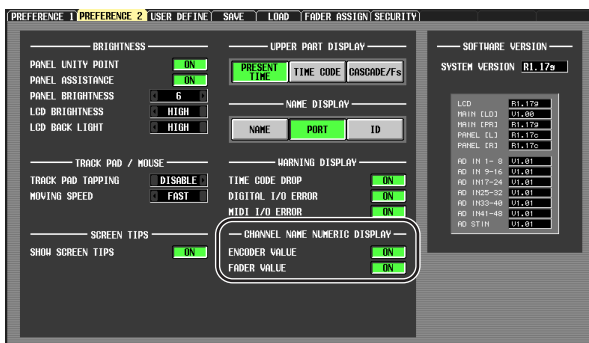 PREFERENCE 1 PREFERENCE 2 USER DEFINE SAVE LOAD FADER ASSIGN SECURITY
BRIGHTNESS
PANEL UNITY POINT ON
PANEL ASSISTANCE ON
PANEL BRIGHTNESS 6
LCD BRIGHTNESS HIGH
LCD BACK LIGHT HIGH
TRACK PAD / MOUSE
TRACK PAD TAPPING DISABLE
MOVING SPEED FAST
SCREEN TIPS
SHOW SCREEN TIPS ON
UPPER PART DISPLAY
PRESENT TIME TIME CODE CASCADE/Fs
NAME DISPLAY
NAME PORT ID
WARNING DISPLAY
TIME CODE DROP ON
DIGITAL I/O ERROR ON
MIDI I/O ERROR ON
CHANNEL NAME NUMERIC DISPLAY
ENCODER VALUE ON
FADER VALUE ON
SOFTWARE VERSION
SYSTEM VERSION R1.179
LCD R1.179
MAIN [LD] V1.00
MAIN [PR] R1.179
PANEL [L] R1.17c
PANEL [R] R1.17c
AD IN 1- 8 V1.01
AD IN 9-16 V1.01
AD IN17-24 V1.01
AD IN25-32 V1.01
AD IN33-40 V1.01
AD IN41-48 V1.01
AD STIN V1.01